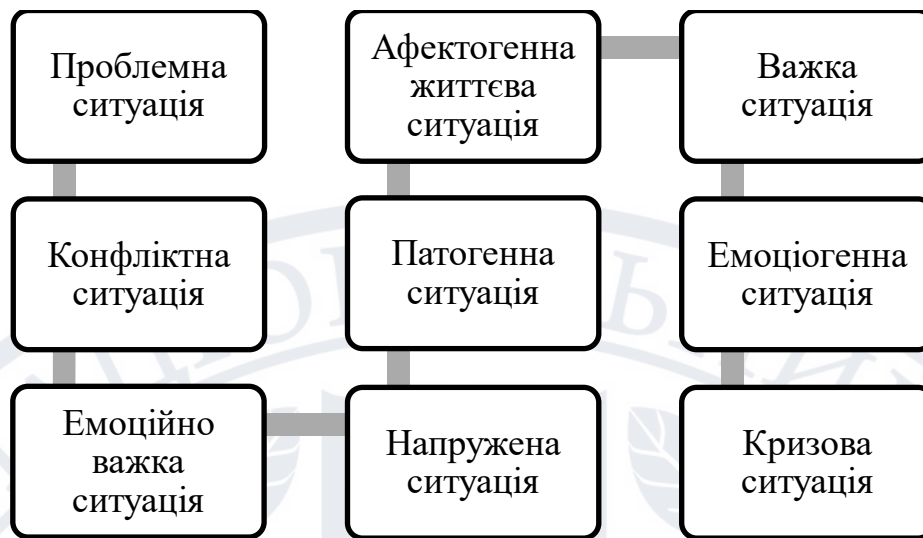 Проблемна
ситуація
Конфліктна
ситуація
Емоційно
важка
ситуація
Напружена
ситуація
Патогенна
ситуація
Афектогенна
життєва
ситуація
Важка
ситуація
Емоціогенна
ситуація
Кризова
ситуація